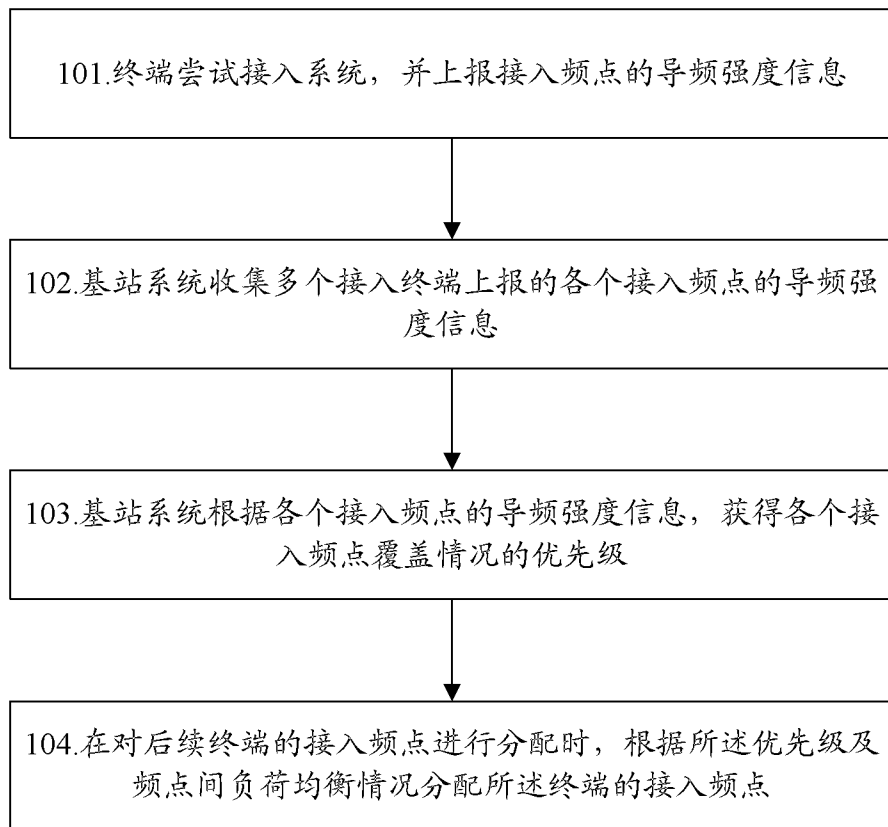 101.终端尝试接入系统，并上报接入频点的导频强度信息
102.基站系统收集多个接入终端上报的各个接入频点的导频强
度信息
103.基站系统根据各个接入频点的导频强度信息，获得各个接
入频点覆盖情况的优先级
104.在对后续终端的接入频点进行分配时，根据所述优先级及
频点间负荷均衡情况分配所述终端的接入频点